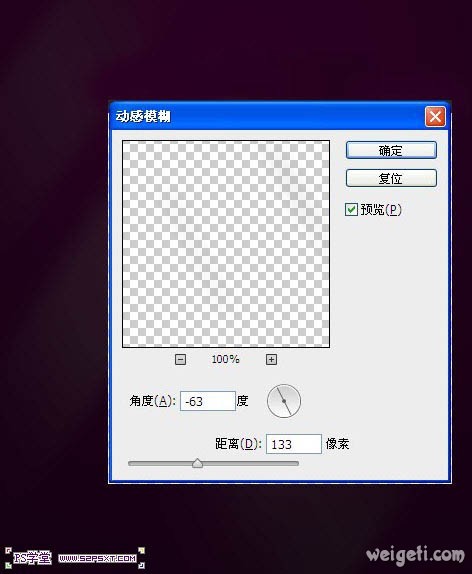 动感模糊
确定
复位
预览(P)
100%
角度(A): -63 度
距离(D): 133 像素
PS学堂 WWW.52PSXT.COM
weigeti.com